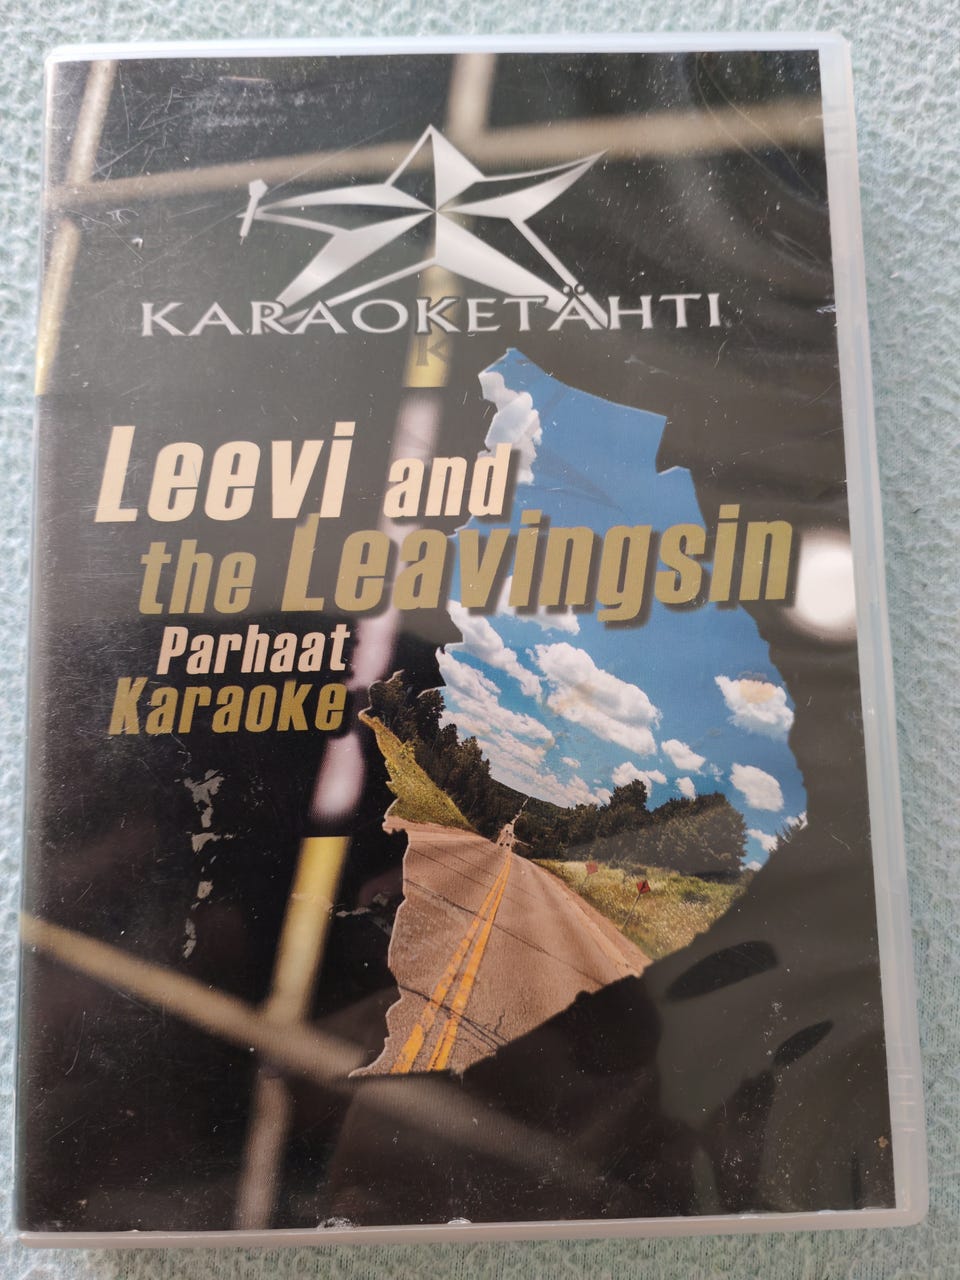 KARAOKETÄHTI
Leevi and
the Leavingsin
Parhaat
Karaoke